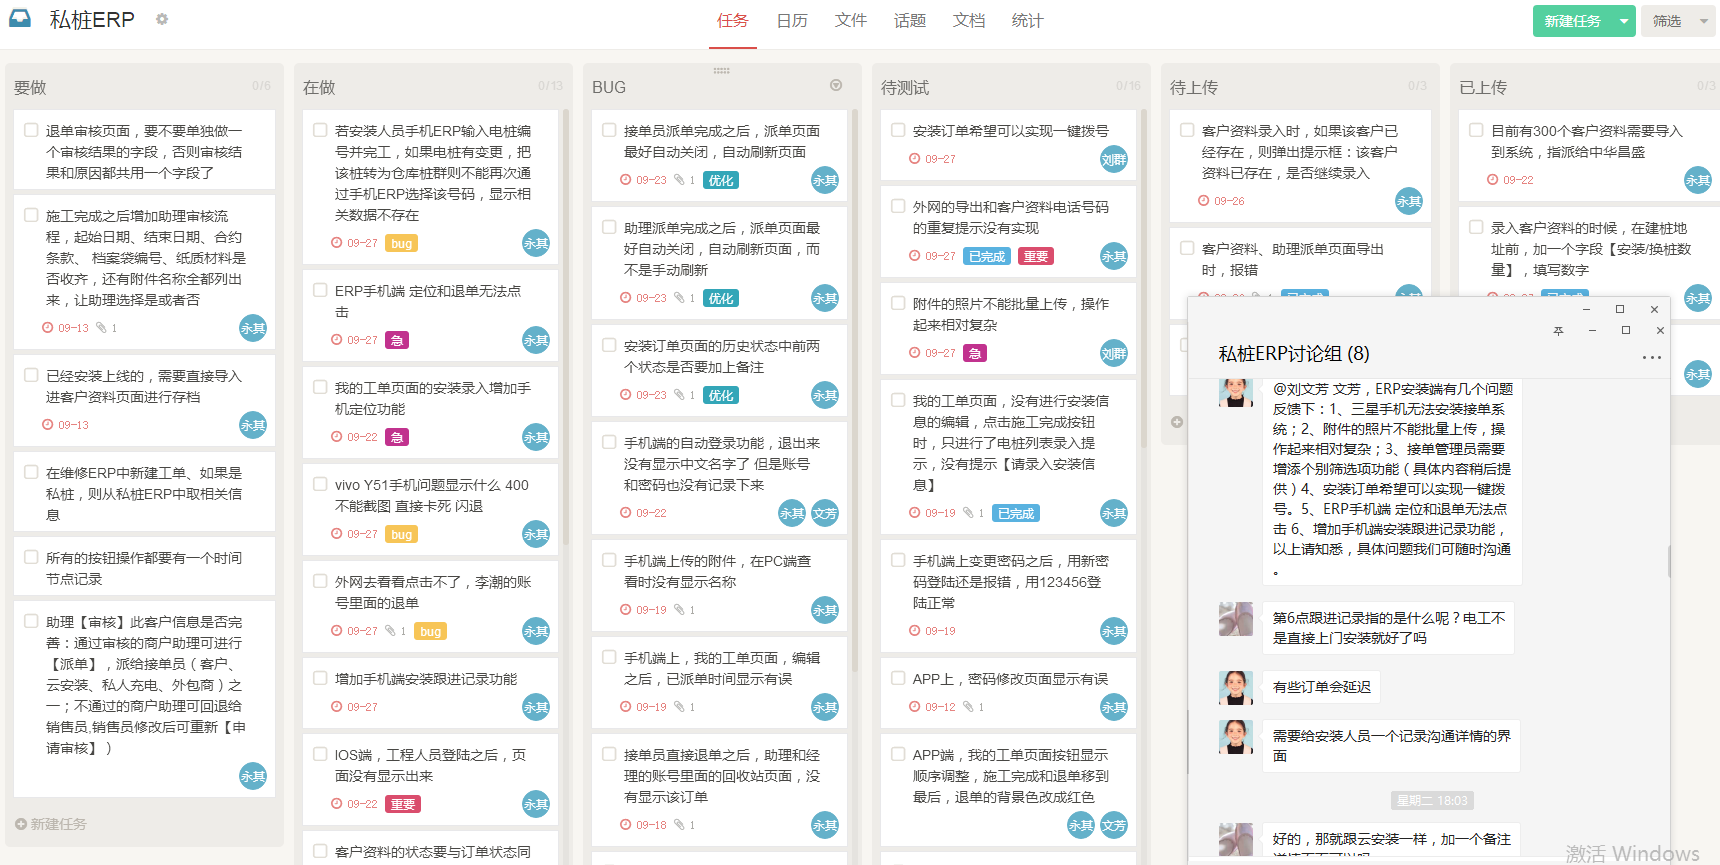 私桩ERP
任务 日历 文件 话题 文档 统计
新建任务 筛选
要做 0/6
退单审核页面，要不要单独做一
个审核结果的字段，否则审核结
果和原因都共用一个字段了
施工完成之后增加助理审核流
程，起始日期、结束日期、合约
条款、 档案袋编号、纸质材料是
否收齐，还有附件名称全都列出
来，让助理选择是或者否
09-13 1 永其
已经安装上线的，需要直接导入
进客户资料页面进行存档
09-13 永其
在维修ERP中新建工单、如果是
私桩，则从私桩ERP中取相关信
息
所有的按钮操作都要有一个时间
节点记录
助理【审核】此客户信息是否完
善：通过审核的商户助理可进行
【派单】，派给接单员（客户、
云安装、私人充电、外包商）之
一；不通过的商户助理可回退给
销售员,销售员修改后可重新【申
请审核】 ）
永其
新建任务
在做 0/13
若安装人员手机ERP输入电桩编
号并完工，如果电桩有变更，把
该桩转为仓库桩群则不能再次通
过手机ERP选择该号码，显示相
关数据不存在
09-27 bug 永其
ERP手机端 定位和退单无法点
击
09-27 急 永其
我的工单页面的安装录入增加手
机定位功能
09-22 急 永其
vivo Y51手机问题显示什么 400
不能截图 直接卡死 闪退
09-27 bug 永其
外网去看看点击不了，李潮的账
号里面的退单
09-27 1 bug 永其
增加手机端安装跟进记录功能
09-27 永其
IOS端，工程人员登陆之后，页
面没有显示出来
09-22 重要 永其
客户资料的状态要与订单状态同
BUG
接单员派单完成之后，派单页面
最好自动关闭，自动刷新页面
09-23 1 优化 永其
助理派单完成之后，派单页面最
好自动关闭，自动刷新页面，而
不是手动刷新
09-23 1 优化 永其
安装订单页面的历史状态中前两
个状态是否要加上备注
09-23 1 优化 永其
手机端的自动登录功能，退出来
没有显示中文名字了 但是账号
和密码也没有记录下来
09-22 永其 文芳
手机端上传的附件，在PC端查
看时没有显示名称
09-19 1 永其
手机端上，我的工单页面，编辑
之后，已派单时间显示有误
09-19 1 永其
接单员直接退单之后，助理和经
理的账号里面的回收站页面，没
有显示该订单
09-18 1 永其
待测试 0/16
安装订单希望可以实现一键拨号
09-27 刘群
外网的导出和客户资料电话号码
的重复提示没有实现
09-27 已完成 重要 永其
附件的照片不能批量上传，操作
起来相对复杂
09-27 急 刘群
我的工单页面，没有进行安装信
息的编辑，点击施工完成按钮
时，只进行了电桩列表录入提
示，没有提示【请录入安装信
息】
09-19 1 已完成 永其
手机端上变更密码之后，用新密
码登陆还是报错，用123456登
陆正常
09-19 永其
APP上，密码修改页面显示有误
09-12 1 永其
APP端，我的工单页面按钮显示
顺序调整，施工完成和退单移到
最后，退单的背景色改成红色
永其 文芳
待上传 0/3
客户资料录入时，如果该客户已
经存在，则弹出提示框：该客户
资料已存在，是否继续录入
09-26 永其
客户资料、助理派单页面导出
时，报错
已上传 0/3
目前有300个客户资料需要导入
到系统，指派给中华昌盛
09-22 永其
录入客户资料的时候，在建桩地
址前，加一个字段【安装/换桩数
量】，填写数字
永其
永其
私桩ERP讨论组 (8)
@刘文芳 文芳，ERP安装端有几个问题
反馈下：1、三星手机无法安装接单系
统；2、附件的照片不能批量上传，操
作起来相对复杂；3、接单管理员需要
增添个别筛选项功能（具体内容稍后提
供）4、安装订单希望可以实现一键拨
号。5、ERP手机端 定位和退单无法点
击 6、增加手机端安装跟进记录功能，
以上请知悉，具体问题我们可随时沟通
。
第6点跟进记录指的是什么呢？电工不
是直接上门安装就好了吗
有些订单会延迟
需要给安装人员一个记录沟通详情的界
面
星期二 18:03
好的，那就跟云安装一样，加一个备注
激活 Windows